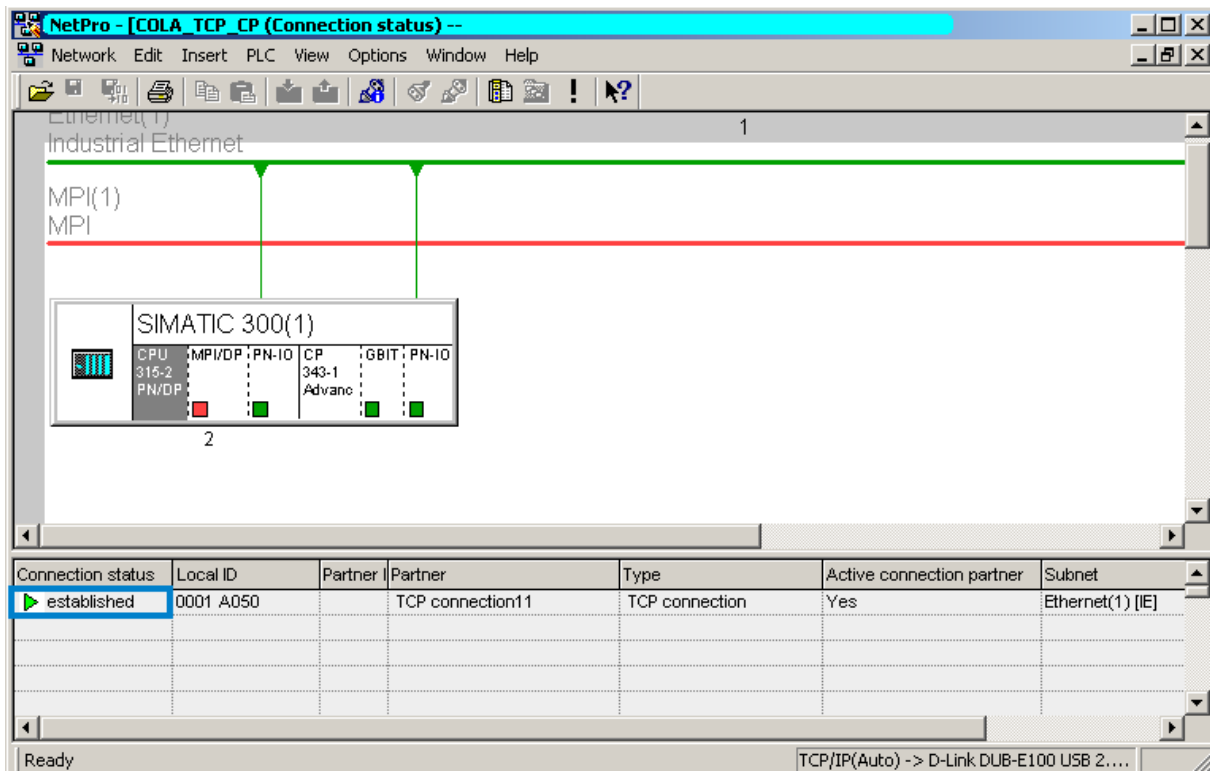 NetPro - [COLA_TCP_CP (Connection status) --
Network Edit Insert PLC View Options Window Help
Ethernet(1)
Industrial Ethernet
1
MPI(1)
MPI
SIMATIC 300(1)
CPU 315-2 PN/DP
MPI/DP
PN-IO
CP 343-1 Advanc
GBIT
PN-IO
2
Connection status Local ID Partner I Partner Type Active connection partner Subnet
established 0001 A050 TCP connection11 TCP connection Yes Ethernet(1) [IE]
Ready TCP/IP(Auto) -> D-Link DUB-E100 USB 2....